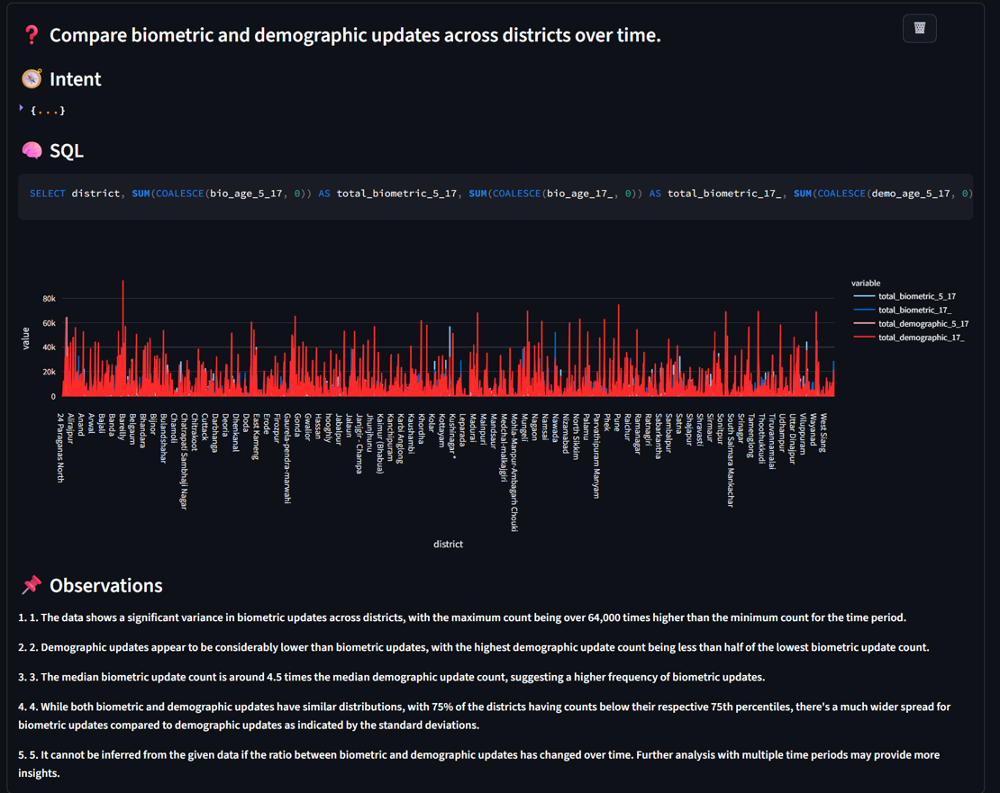 ❓ Compare biometric and demographic updates across districts over time.
🧭 Intent
{...}
🧠 SQL
SELECT district, SUM(COALESCE(bio_age_5_17, 0)) AS total_biometric_5_17, SUM(COALESCE(bio_age_17_, 0)) AS total_biometric_17_, SUM(COALESCE(demo_age_5_17, 0)
variable
total_biometric_5_17
total_biometric_17_
total_demographic_5_17
total_demographic_17_
value
80k
60k
40k
20k
0
24 Paraganas North
Alirajpur
Anand
Arwal
Bajali
Banda
Bareilly
Belgaum
Bhandara
Bijnor
Bulandshahar
Chamoli
Chatrapati Sambhaji Nagar
Chitrakoot
Cuttack
Darbhanga
Deoria
Dhenkanal
Doda
East Kameng
Erode
Firozpur
Gaurela-pendra-marwahi
Gonda
Gwalior
Hassan
hooghly
Jabalpur
Jalaun
Janjgir - Champa
Jhunjhunu
Kaimur (Bhabua)
Kanchipuram
Karbi Anglong
Kaushambi
Khordha
Kolar
Kottayam
Kushinagar *
Leparada
Madurai
Mainpuri
Mandsaur
Medchal-malkajgiri
Mohla-Manpur-Ambagarh Chouki
Mungeli
Nagaon
Namsai
Nawada
Nizamabad
North Sikkim
Palamu
Parvathipuram Manyam
Phek
Pune
Raichur
Ramanagar
Ratnagiri
Sabarkantha
Sambalpur
Satna
Shajapur
Shravasti
Sirmaur
Sonitpur
South Salmara Mankachar
Srinagar
Tamenglong
Thoothukkudi
Tiruvannamalai
Udhampur
Uttar Dinajpur
Viluppuram
Wayanad
West Siang
district
📌 Observations
1. 1. The data shows a significant variance in biometric updates across districts, with the maximum count being over 64,000 times higher than the minimum count for the time period.
2. 2. Demographic updates appear to be considerably lower than biometric updates, with the highest demographic update count being less than half of the lowest biometric update count.
3. 3. The median biometric update count is around 4.5 times the median demographic update count, suggesting a higher frequency of biometric updates.
4. 4. While both biometric and demographic updates have similar distributions, with 75% of the districts having counts below their respective 75th percentiles, there's a much wider spread for
biometric updates compared to demographic updates as indicated by the standard deviations.
5. 5. It cannot be inferred from the given data if the ratio between biometric and demographic updates has changed over time. Further analysis with multiple time periods may provide more
insights.